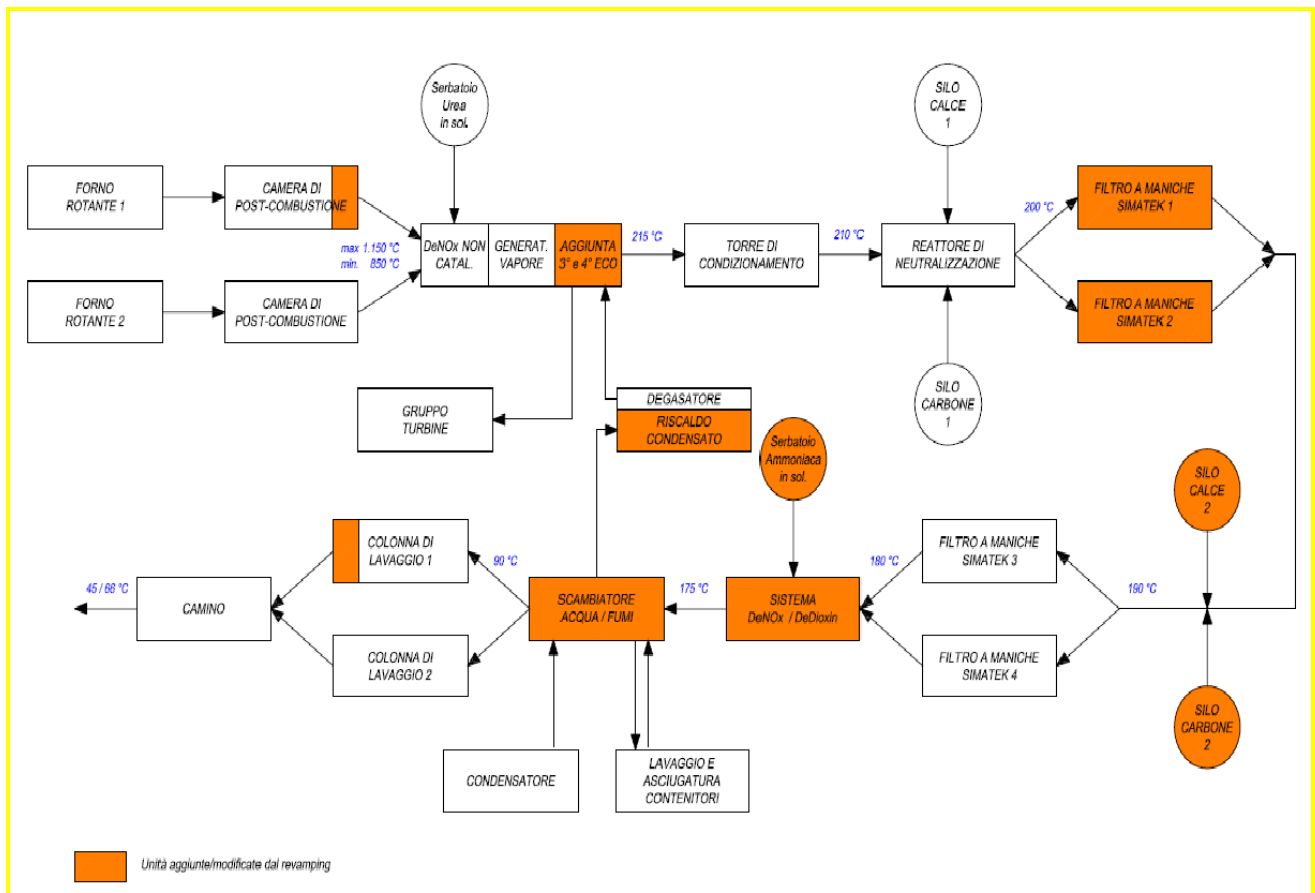 Serbatoio
Urea
in sol.
SILO
CALCE
1
FORNO
ROTANTE 1
CAMERA DI
POST-COMBUSTIONE
FILTRO A MANICHE
SIMATEK 1
200 °C
max 1.150 °C
min. 850 °C
DeNOx NON
CATAL.
GENERAT.
VAPORE
AGGIUNTA
3° e 4° ECO
215 °C
TORRE DI
CONDIZIONAMENTO
210 °C
REATTORE DI
NEUTRALIZZAZIONE
FORNO
ROTANTE 2
CAMERA DI
POST-COMBUSTIONE
FILTRO A MANICHE
SIMATEK 2
GRUPPO
TURBINE
DEGASATORE
RISCALDO
CONDENSATO
SILO
CARBONE
1
Serbatoio
Ammoniaca
in sol.
SILO
CALCE
2
COLONNA DI
LAVAGGIO 1
90 °C
180 °C
FILTRO A MANICHE
SIMATEK 3
45 / 66 °C
CAMINO
SCAMBIATORE
ACQUA / FUMI
175 °C
SISTEMA
DeNOx / DeDioxin
190 °C
COLONNA DI
LAVAGGIO 2
FILTRO A MANICHE
SIMATEK 4
SILO
CARBONE
2
CONDENSATORE
LAVAGGIO E
ASCIUGATURA
CONTENITORI
Unità aggiunte/modificate dal revamping